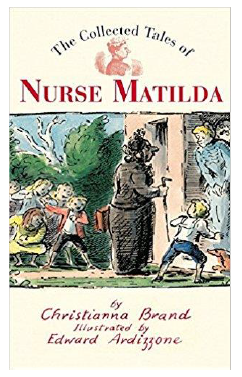 The Collected Tales of
NURSE MATILDA
by
Christianna Brand
Illustrated by
Edward Ardizzone